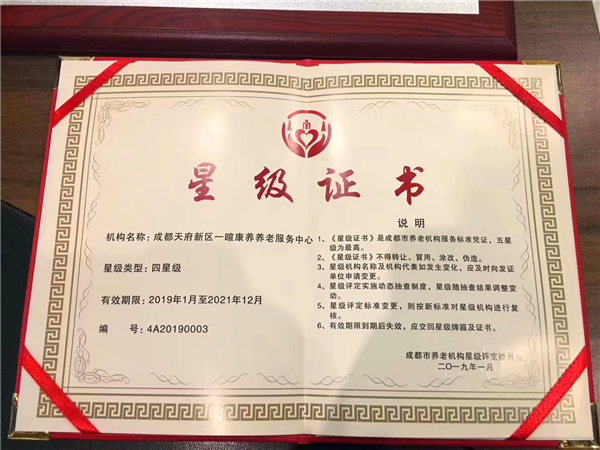 星级证书
机构名称：成都天府新区一暄康养养老服务中心
星级类型：四星级
有效期限：2019年1月至2021年12月
编 号：4A20190003
说 明
1、《星级证书》是成都市养老机构服务标准凭证，五星
级为最高。
2、《星级证书》不得转让、冒用、涂改、伪造。
3、星级机构名称及机构代表如发生变化，应及时向发证
单位申请变更。
4、星级评定实施动态抽查制度，星级随抽查结果调整变
动。
5、星级评定标准变更，则按新标准对星级机构进行复
核。
6、有效期限到期后失效，应交回星级牌匾及证书。
成都市养老机构星级评定委员会
二〇一九年一月